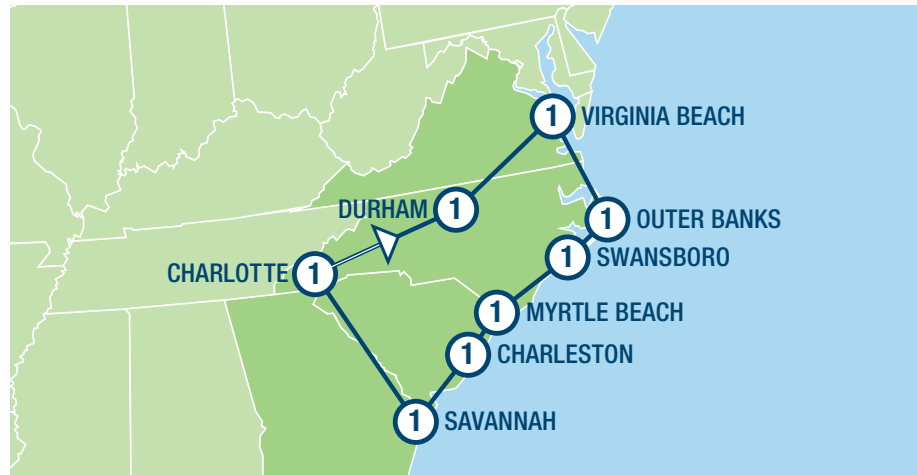 1 VIRGINIA BEACH
DURHAM 1
1 OUTER BANKS
1 SWANSBORO
CHARLOTTE 1
1 MYRTLE BEACH
1 CHARLESTON
1 SAVANNAH